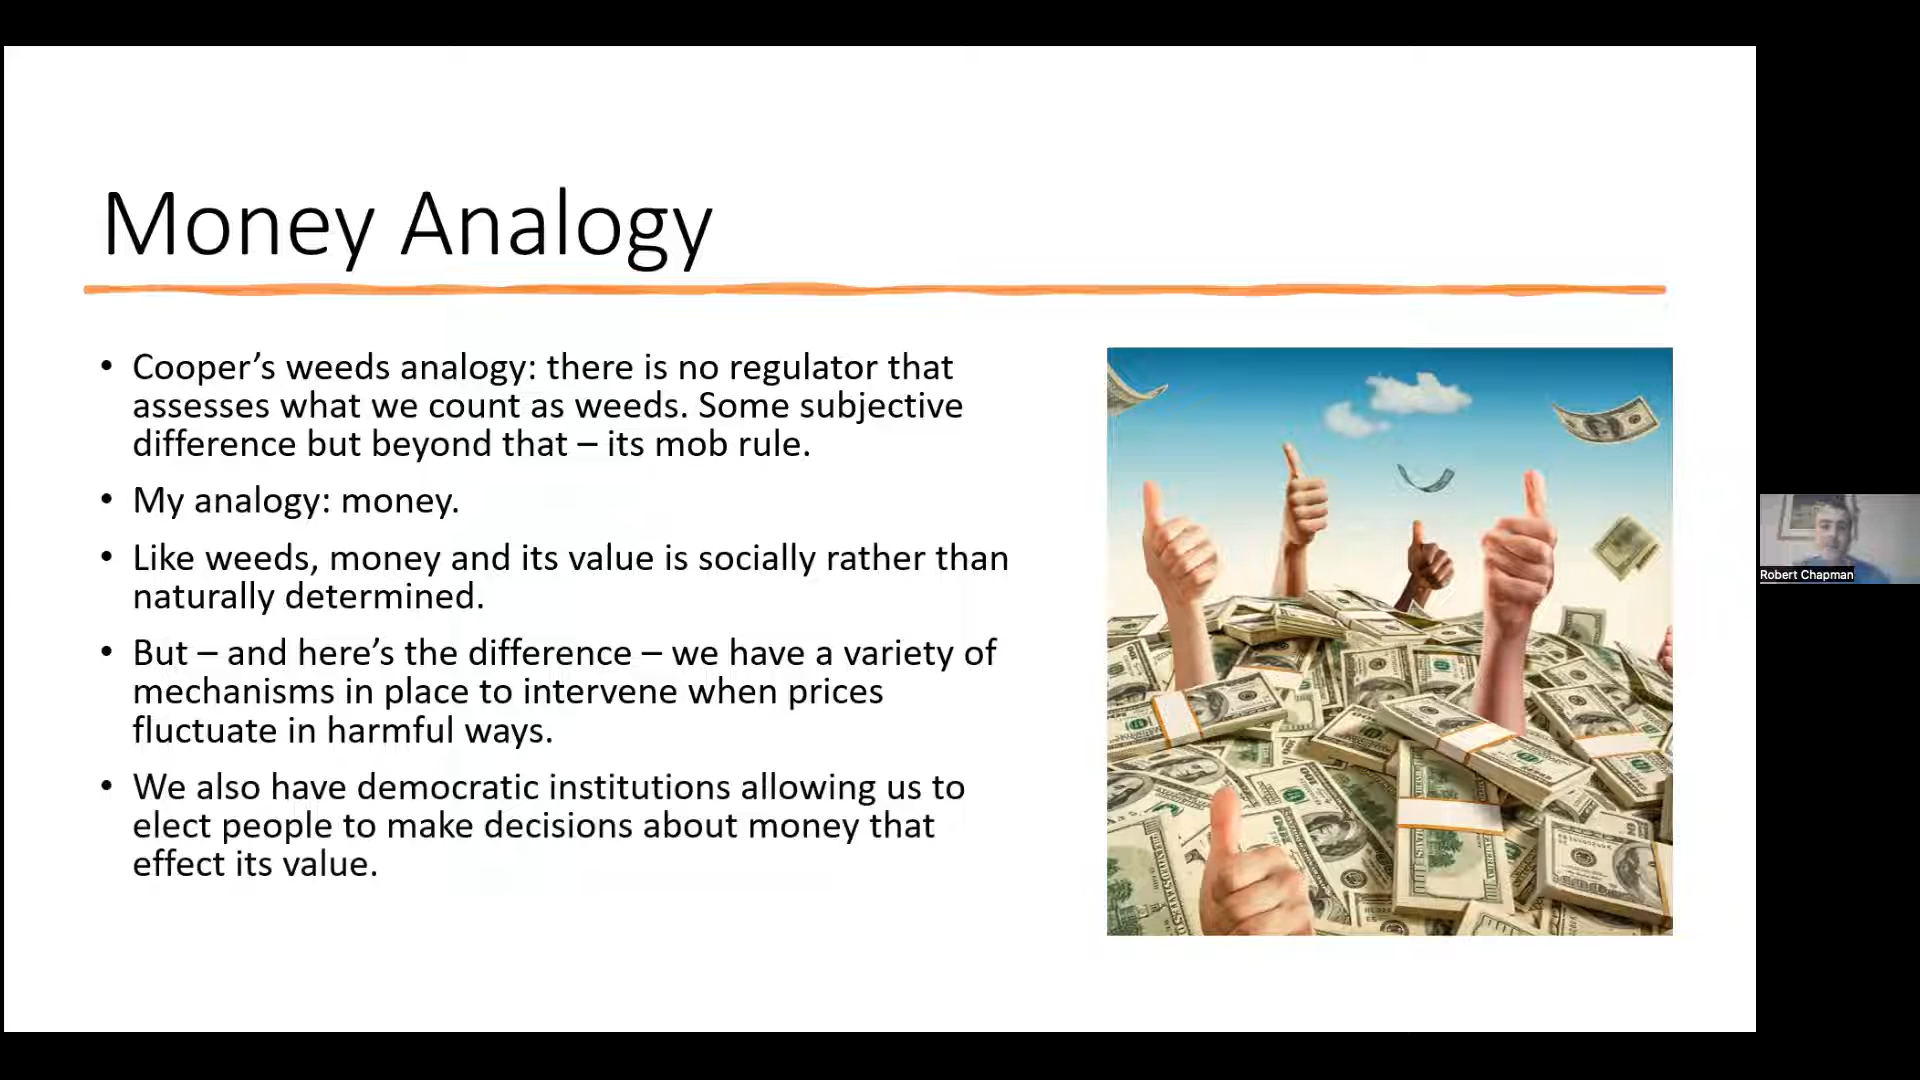 Money Analogy
• Cooper’s weeds analogy: there is no regulator that
assesses what we count as weeds. Some subjective
difference but beyond that – its mob rule.
• My analogy: money.
• Like weeds, money and its value is socially rather than
naturally determined.
• But – and here’s the difference – we have a variety of
mechanisms in place to intervene when prices
fluctuate in harmful ways.
• We also have democratic institutions allowing us to
elect people to make decisions about money that
effect its value.
Robert Chapman